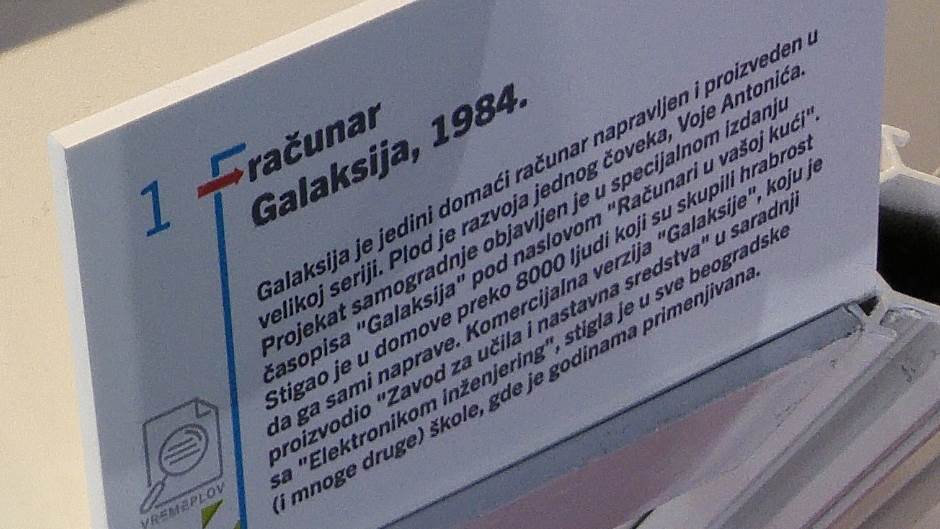 1
računar
Galaksija, 1984.
Galaksija je jedini domaći računar napravljen i proizveden u
velikoj seriji. Plod je razvoja jednog čoveka, Voje Antonića.
Projekat samogradnje objavljen je u specijalnom izdanju
časopisa "Galaksija" pod naslovom "Računari u vašoj kući".
Stigao je u domove preko 8000 ljudi koji su skupili hrabrost
da ga sami naprave. Komercijalna verzija "Galaksije", koju je
proizvodio "Zavod za učila i nastavna sredstva" u saradnji
sa "Elektronikom inženjering", stigla je u sve beogradske
(i mnoge druge) škole, gde je godinama primenjivana.
VREMEPLOV